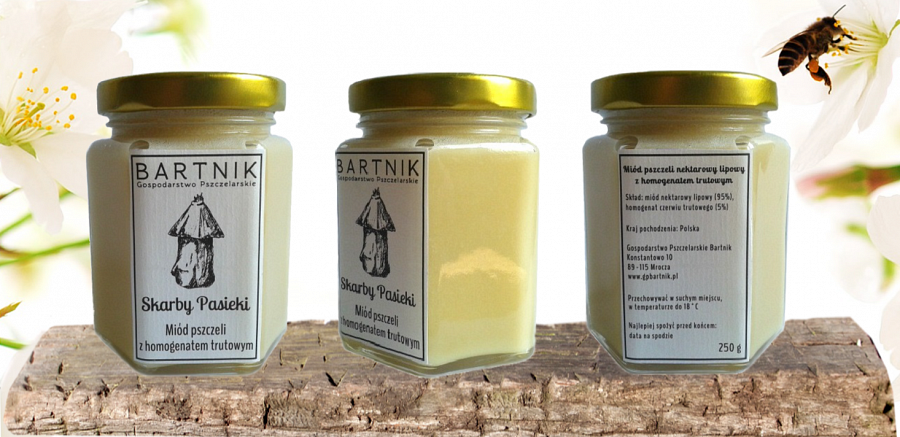 BARTNIK
Gospodarstwo Pszczelarskie
Skarby Pasieki
Miód pszczeli
z homogenatem trutowym
BARTNIK
Gospodarstwo Pszczelarskie
Skarby Pasieki
Miód pszczeli
z homogenatem trutowym
Miód pszczeli nektarowy lipowy
z homogenatem trutowym
Skład: miód nektarowy lipowy (95%),
homogenat czerwiu trutowego (5%)
Kraj pochodzenia: Polska
Gospodarstwo Pszczelarskie Bartnik
Konstantowo 10
89-115 Mrocza
www.gpbartnik.pl
Przechowywać w suchym miejscu,
w temperaturze do 18°C
Najlepiej spożyć przed końcem:
data na spodzie
250 g